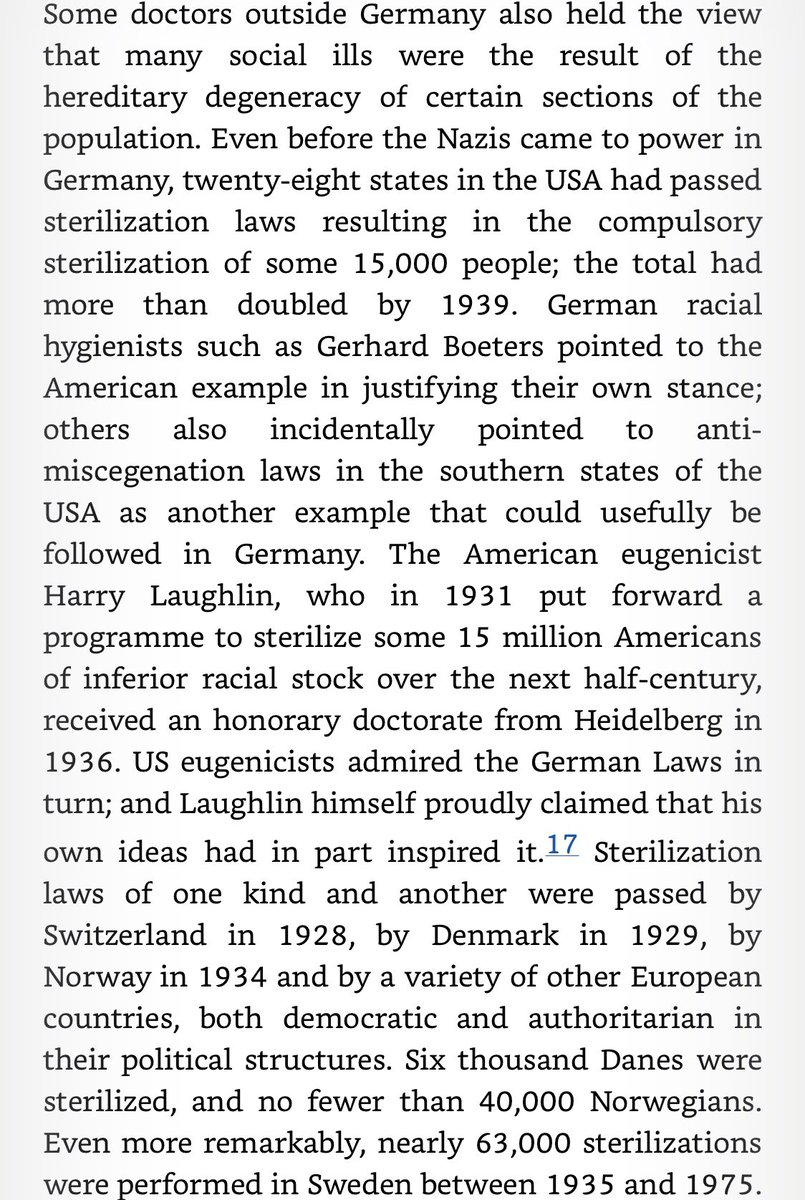 Some doctors outside Germany also held the view
that many social ills were the result of the
hereditary degeneracy of certain sections of the
population. Even before the Nazis came to power in
Germany, twenty-eight states in the USA had passed
sterilization laws resulting in the compulsory
sterilization of some 15,000 people; the total had
more than doubled by 1939. German racial
hygienists such as Gerhard Boeters pointed to the
American example in justifying their own stance;
others also incidentally pointed to anti-
miscegenation laws in the southern states of the
USA as another example that could usefully be
followed in Germany. The American eugenicist
Harry Laughlin, who in 1931 put forward a
programme to sterilize some 15 million Americans
of inferior racial stock over the next half-century,
received an honorary doctorate from Heidelberg in
1936. US eugenicists admired the German Laws in
turn; and Laughlin himself proudly claimed that his
own ideas had in part inspired it.17 Sterilization
laws of one kind and another were passed by
Switzerland in 1928, by Denmark in 1929, by
Norway in 1934 and by a variety of other European
countries, both democratic and authoritarian in
their political structures. Six thousand Danes were
sterilized, and no fewer than 40,000 Norwegians.
Even more remarkably, nearly 63,000 sterilizations
were performed in Sweden between 1935 and 1975.